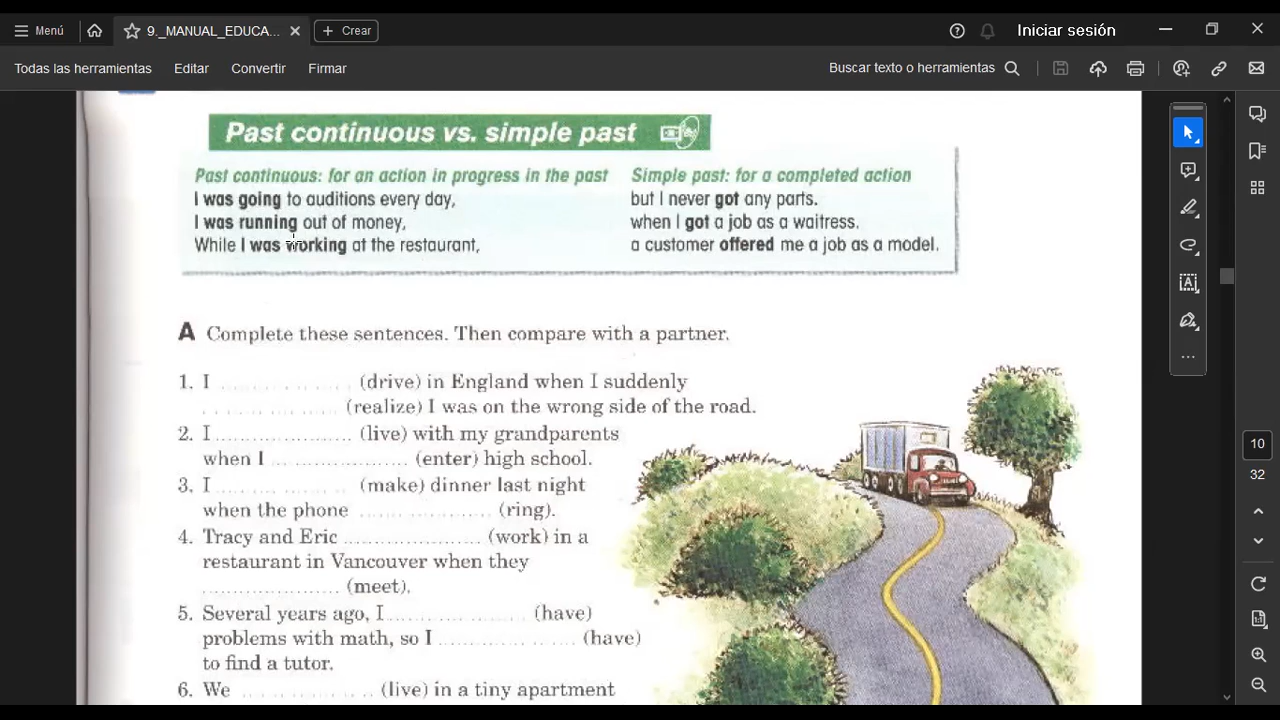 Menú
9._MANUAL_EDUCA...
Crear
Iniciar sesión
Todas las herramientas
Editar
Convertir
Firmar
Buscar texto o herramientas
Past continuous vs. simple past
Past continuous: for an action in progress in the past
Simple past: for a completed action
I was going to auditions every day,
but I never got any parts.
I was running out of money,
when I got a job as a waitress.
While I was working at the restaurant,
a customer offered me a job as a model.
A Complete these sentences. Then compare with a partner.
1. I .................... (drive) in England when I suddenly
.................... (realize) I was on the wrong side of the road.
2. I .................... (live) with my grandparents
when I .................... (enter) high school.
3. I .................... (make) dinner last night
when the phone .................... (ring).
4. Tracy and Eric .................... (work) in a
restaurant in Vancouver when they
.................... (meet).
5. Several years ago, I .................... (have)
problems with math, so I .................... (have)
to find a tutor.
6. We .................... (live) in a tiny apartment
10
32